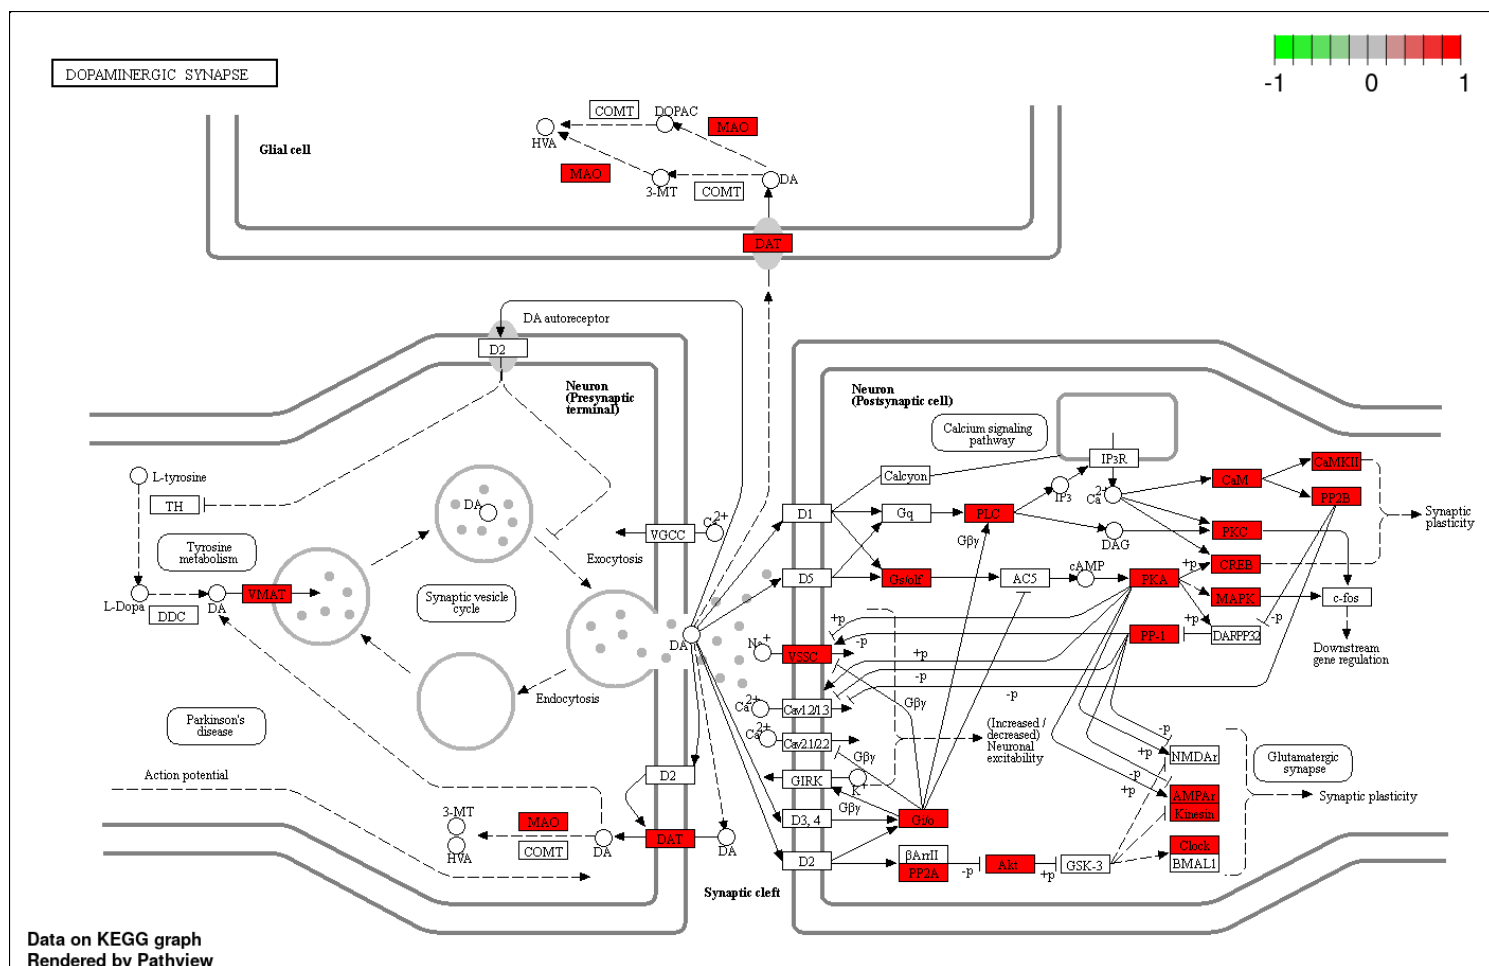 DOPAMINERGIC SYNAPSE
-1
0
1
Glial cell
COMT
DOPAC
MAO
HVA
MAO
3-MT
COMT
DA
DAT
DA autoreceptor
D2
Neuron
(Presynaptic
terminal)
L-tyrosine
TH
DA
Tyrosine
metabolism
VGCC
Ca2+
Exocytosis
L-Dopa
DDC
DA
VMAT
Synaptic vesicle
cycle
DA
Endocytosis
Parkinson's
disease
Action potential
D2
3-MT
HVA
MAO
COMT
DA
DAT
DA
Synaptic cleft
Neuron
(Postsynaptic cell)
Calcium signaling
pathway
Calcyon
IP3R
IP3
Ca2+
CaM
CaMKII
PP2B
Synaptic
plasticity
D1
Gq
PLC
Gβγ
DAG
PKC
D5
Gs/olf
AC5
cAMP
PKA
+p
CREB
MAPK
c-fos
+p
-p
+p
-p
PP-1
DARPP32
Downstream
gene regulation
Na+
VSSC
+p
-p
-p
Ca2+
Cav1.2/1.3
Gβγ
Ca2+
Cav2.1/2.2
(Increased /
decreased)
Neuronal
excitability
Gβγ
GIRK
K+
Gβγ
-p
+p
NMDAr
-p
+p
AMPAr
Kinesin
Glutamatergic
synapse
Synaptic plasticity
D3, 4
Gi/o
D2
βArrII
PP2A
-p
Akt
+p
GSK-3
Clock
BMAL1
Data on KEGG graph
Rendered by Pathview